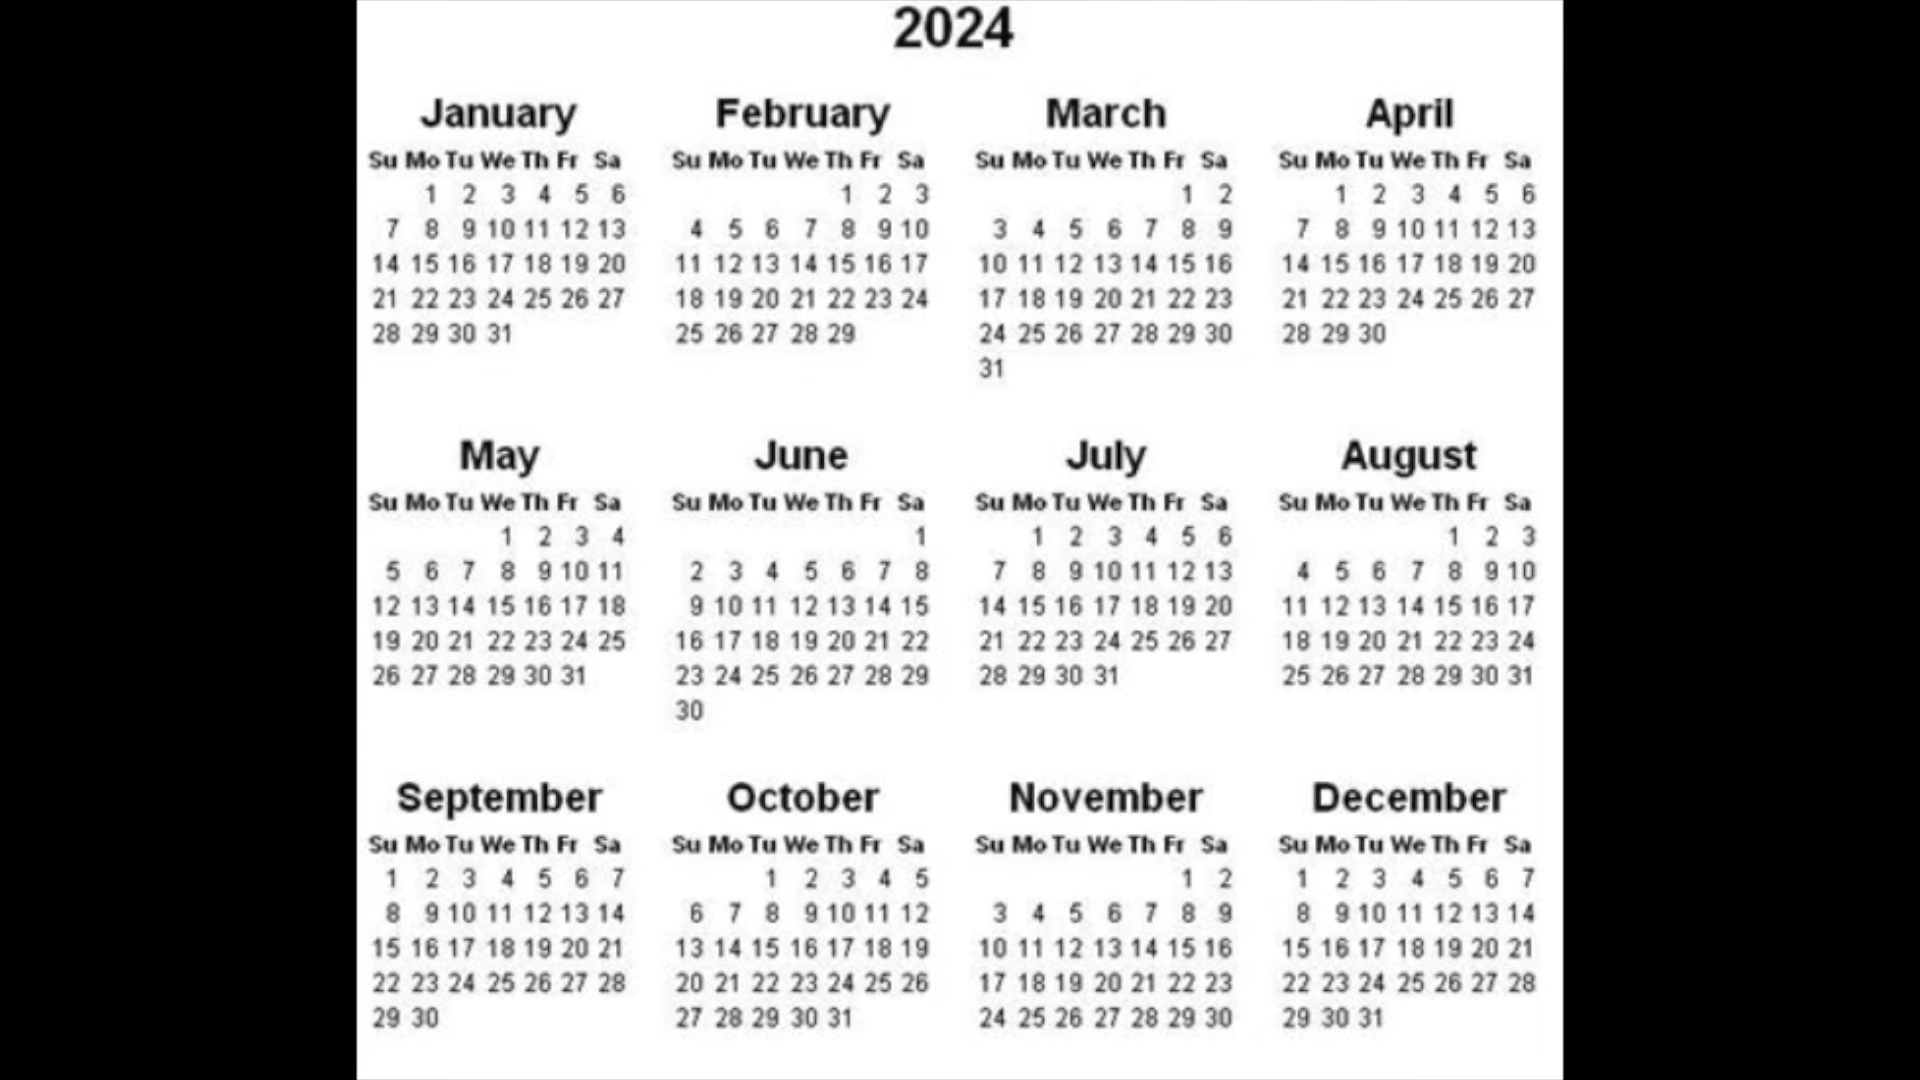 2024
January
Su Mo Tu We Th Fr Sa
1 2 3 4 5 6
7 8 9 10 11 12 13
14 15 16 17 18 19 20
21 22 23 24 25 26 27
28 29 30 31
February
Su Mo Tu We Th Fr Sa
1 2 3
4 5 6 7 8 9 10
11 12 13 14 15 16 17
18 19 20 21 22 23 24
25 26 27 28 29
March
Su Mo Tu We Th Fr Sa
1 2
3 4 5 6 7 8 9
10 11 12 13 14 15 16
17 18 19 20 21 22 23
24 25 26 27 28 29 30
31
April
Su Mo Tu We Th Fr Sa
1 2 3 4 5 6
7 8 9 10 11 12 13
14 15 16 17 18 19 20
21 22 23 24 25 26 27
28 29 30
May
Su Mo Tu We Th Fr Sa
1 2 3 4
5 6 7 8 9 10 11
12 13 14 15 16 17 18
19 20 21 22 23 24 25
26 27 28 29 30 31
June
Su Mo Tu We Th Fr Sa
1
2 3 4 5 6 7 8
9 10 11 12 13 14 15
16 17 18 19 20 21 22
23 24 25 26 27 28 29
30
July
Su Mo Tu We Th Fr Sa
1 2 3 4 5 6
7 8 9 10 11 12 13
14 15 16 17 18 19 20
21 22 23 24 25 26 27
28 29 30 31
August
Su Mo Tu We Th Fr Sa
1 2 3
4 5 6 7 8 9 10
11 12 13 14 15 16 17
18 19 20 21 22 23 24
25 26 27 28 29 30 31
September
Su Mo Tu We Th Fr Sa
1 2 3 4 5 6 7
8 9 10 11 12 13 14
15 16 17 18 19 20 21
22 23 24 25 26 27 28
29 30
October
Su Mo Tu We Th Fr Sa
1 2 3 4 5
6 7 8 9 10 11 12
13 14 15 16 17 18 19
20 21 22 23 24 25 26
27 28 29 30 31
November
Su Mo Tu We Th Fr Sa
1 2
3 4 5 6 7 8 9
10 11 12 13 14 15 16
17 18 19 20 21 22 23
24 25 26 27 28 29 30
December
Su Mo Tu We Th Fr Sa
1 2 3 4 5 6 7
8 9 10 11 12 13 14
15 16 17 18 19 20 21
22 23 24 25 26 27 28
29 30 31